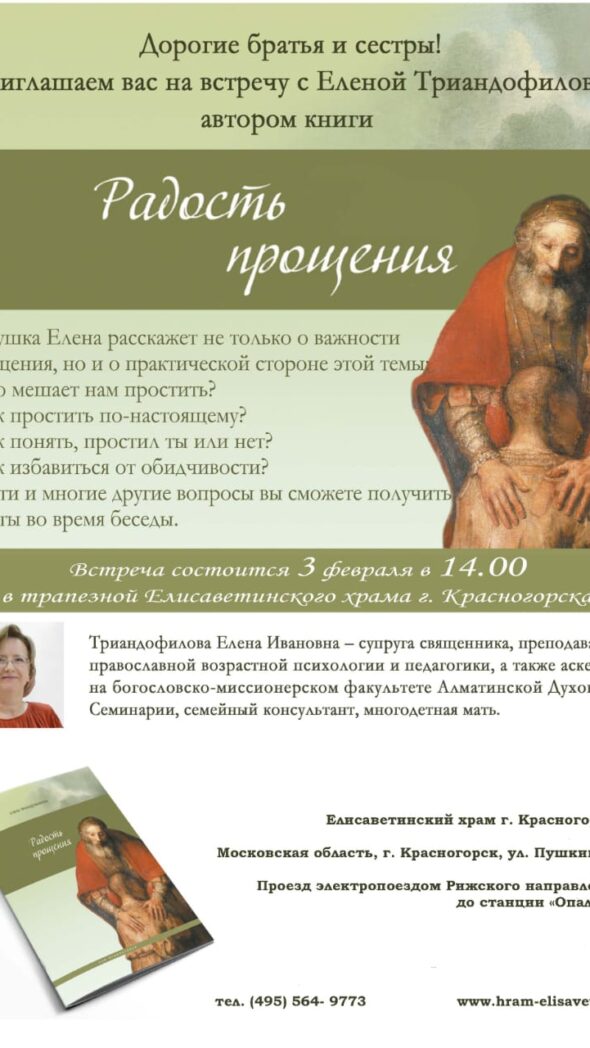 Дорогие братья и сестры!
иглашаем вас на встречу с Еленой Триандофилов
автором книги
Радость
прощения
ушка Елена расскажет не только о важности
щения, но и о практической стороне этой темы:
о мешает нам простить?
к простить по-настоящему?
к понять, простил ты или нет?
к избавиться от обидчивости?
ти и многие другие вопросы вы сможете получить
ты во время беседы.
Встреча состоится 3 февраля в 14.00
в трапезной Елисаветинского храма г. Красногорска
Триандофилова Елена Ивановна – супруга священника, препода
православной возрастной психологии и педагогики, а также аске
на богословско-миссионерском факультете Алматинской Духо
Семинарии, семейный консультант, многодетная мать.
Радость
прощения
Елисаветинский храм г. Красного
Московская область, г. Красногорск, ул. Пушки
Проезд электропоездом Рижского направле
до станции «Опал
тел. (495) 564- 9773
www.hram-elisave